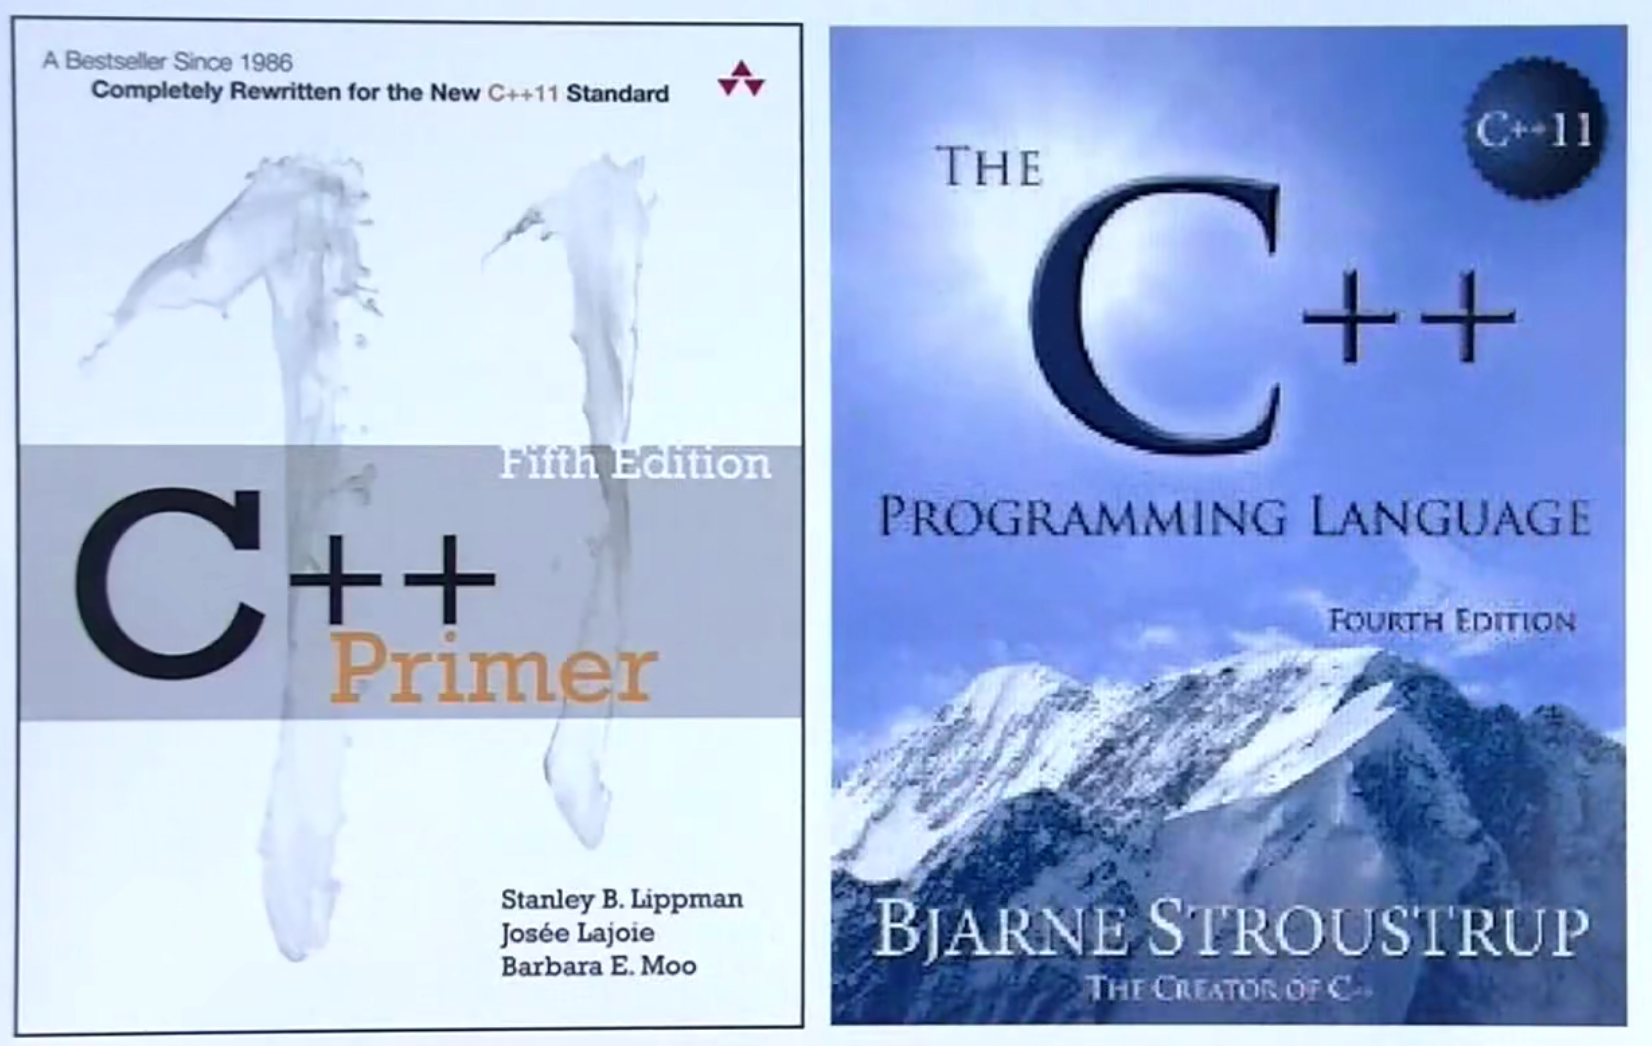 A Bestseller Since 1986
Completely Rewritten for the New C++11 Standard
Fifth Edition
C++
Primer
Stanley B. Lippman
Josée Lajoie
Barbara E. Moo
C++11
THE
C++
PROGRAMMING LANGUAGE
FOURTH EDITION
BJARNE STROUSTRUP
THE CREATOR OF C++